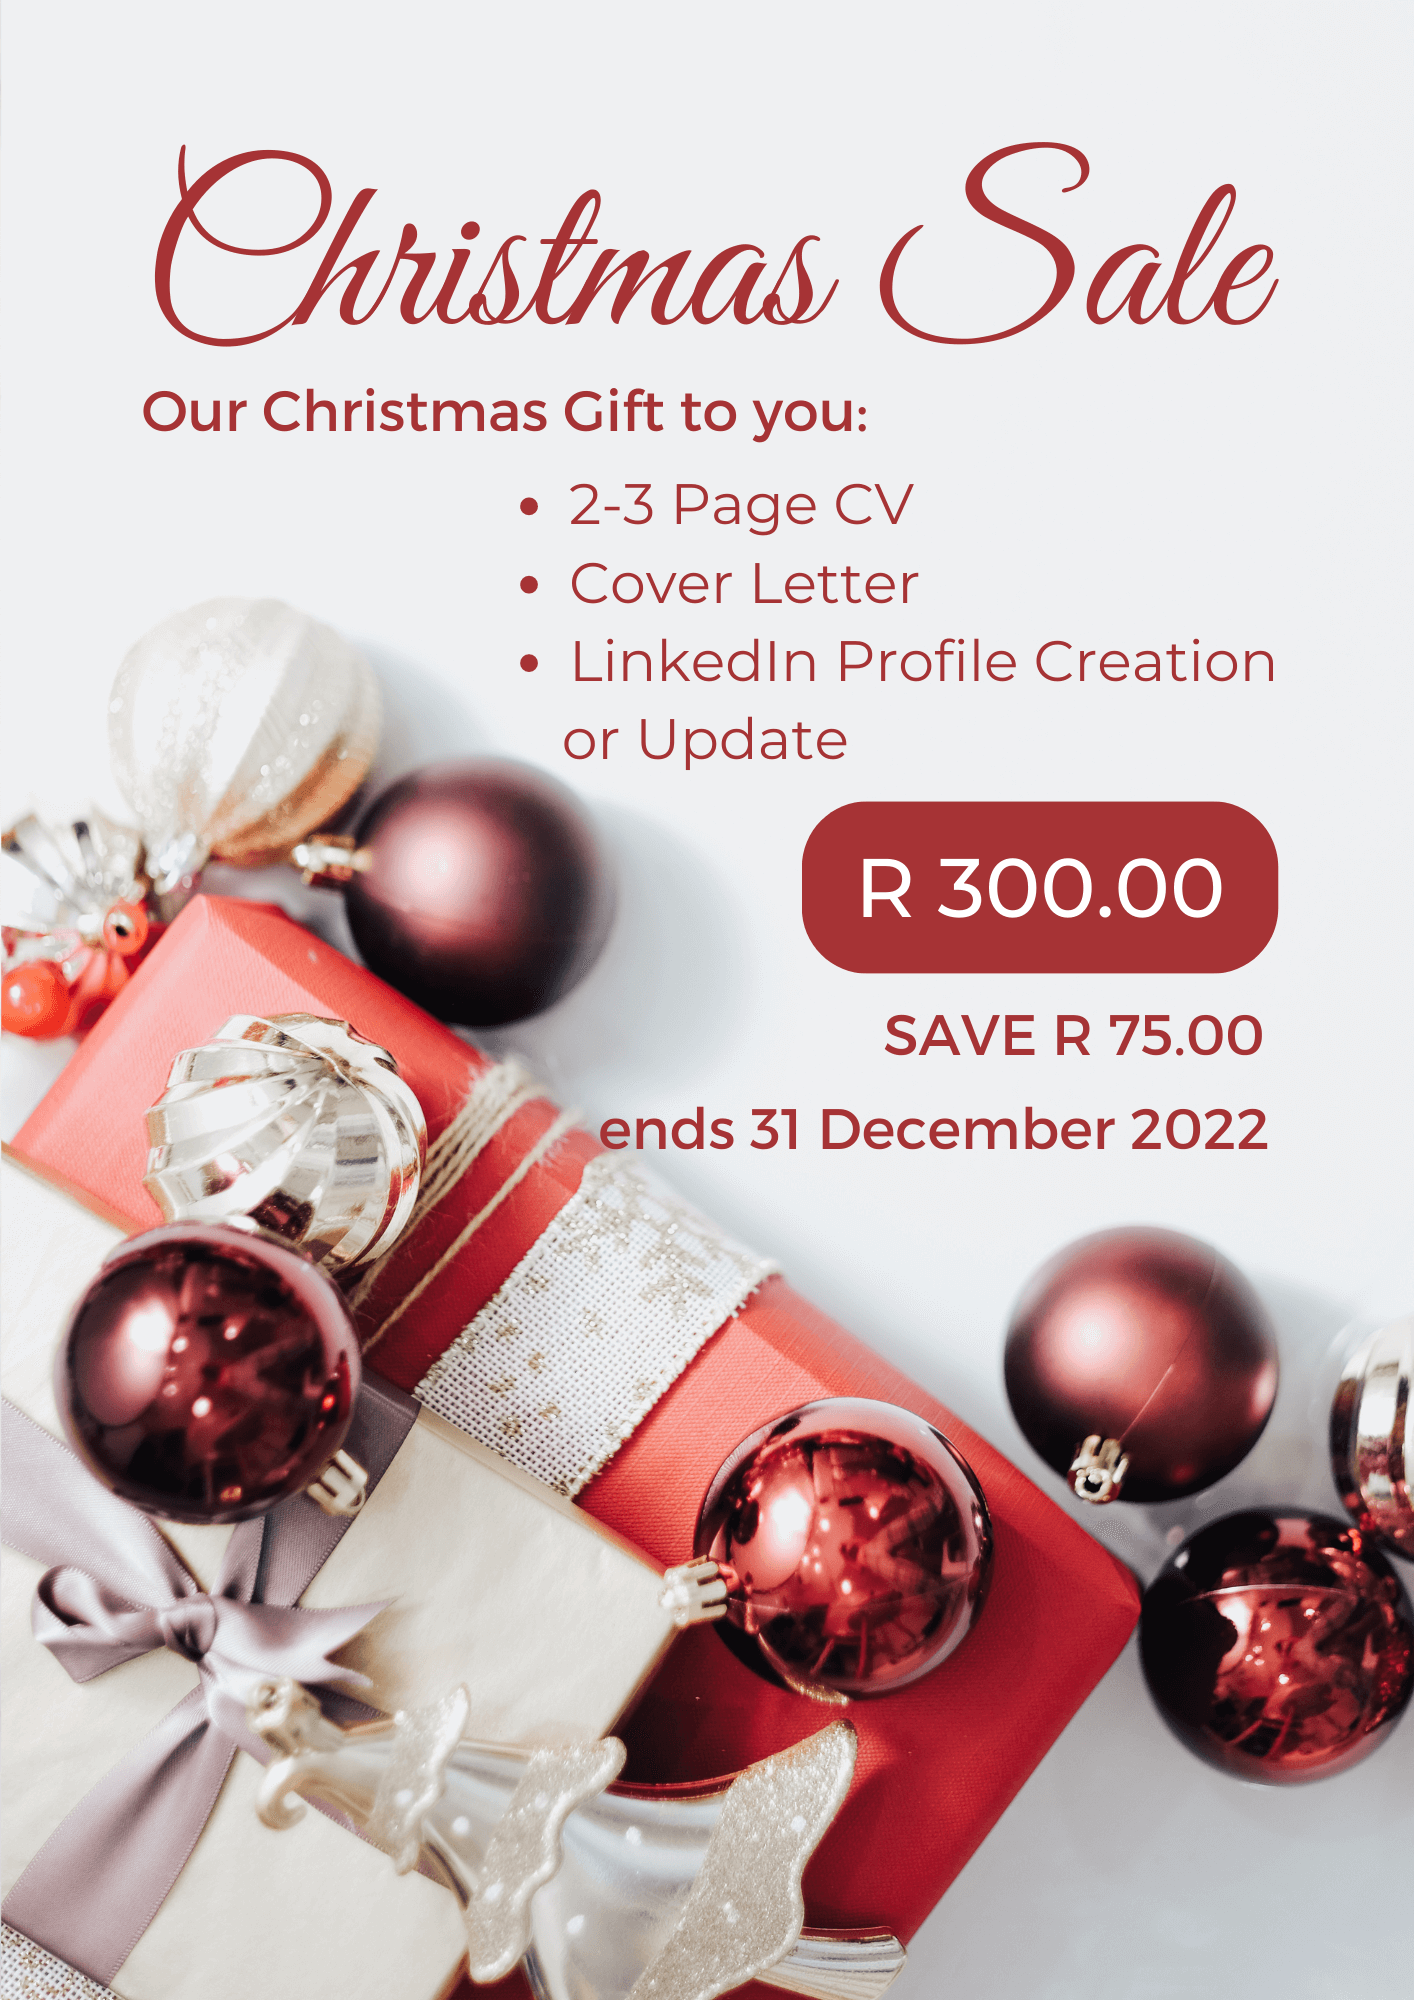 Christmas Sale
Our Christmas Gift to you:
• 2-3 Page CV
• Cover Letter
• LinkedIn Profile Creation
or Update
R 300.00
SAVE R 75.00
ends 31 December 2022